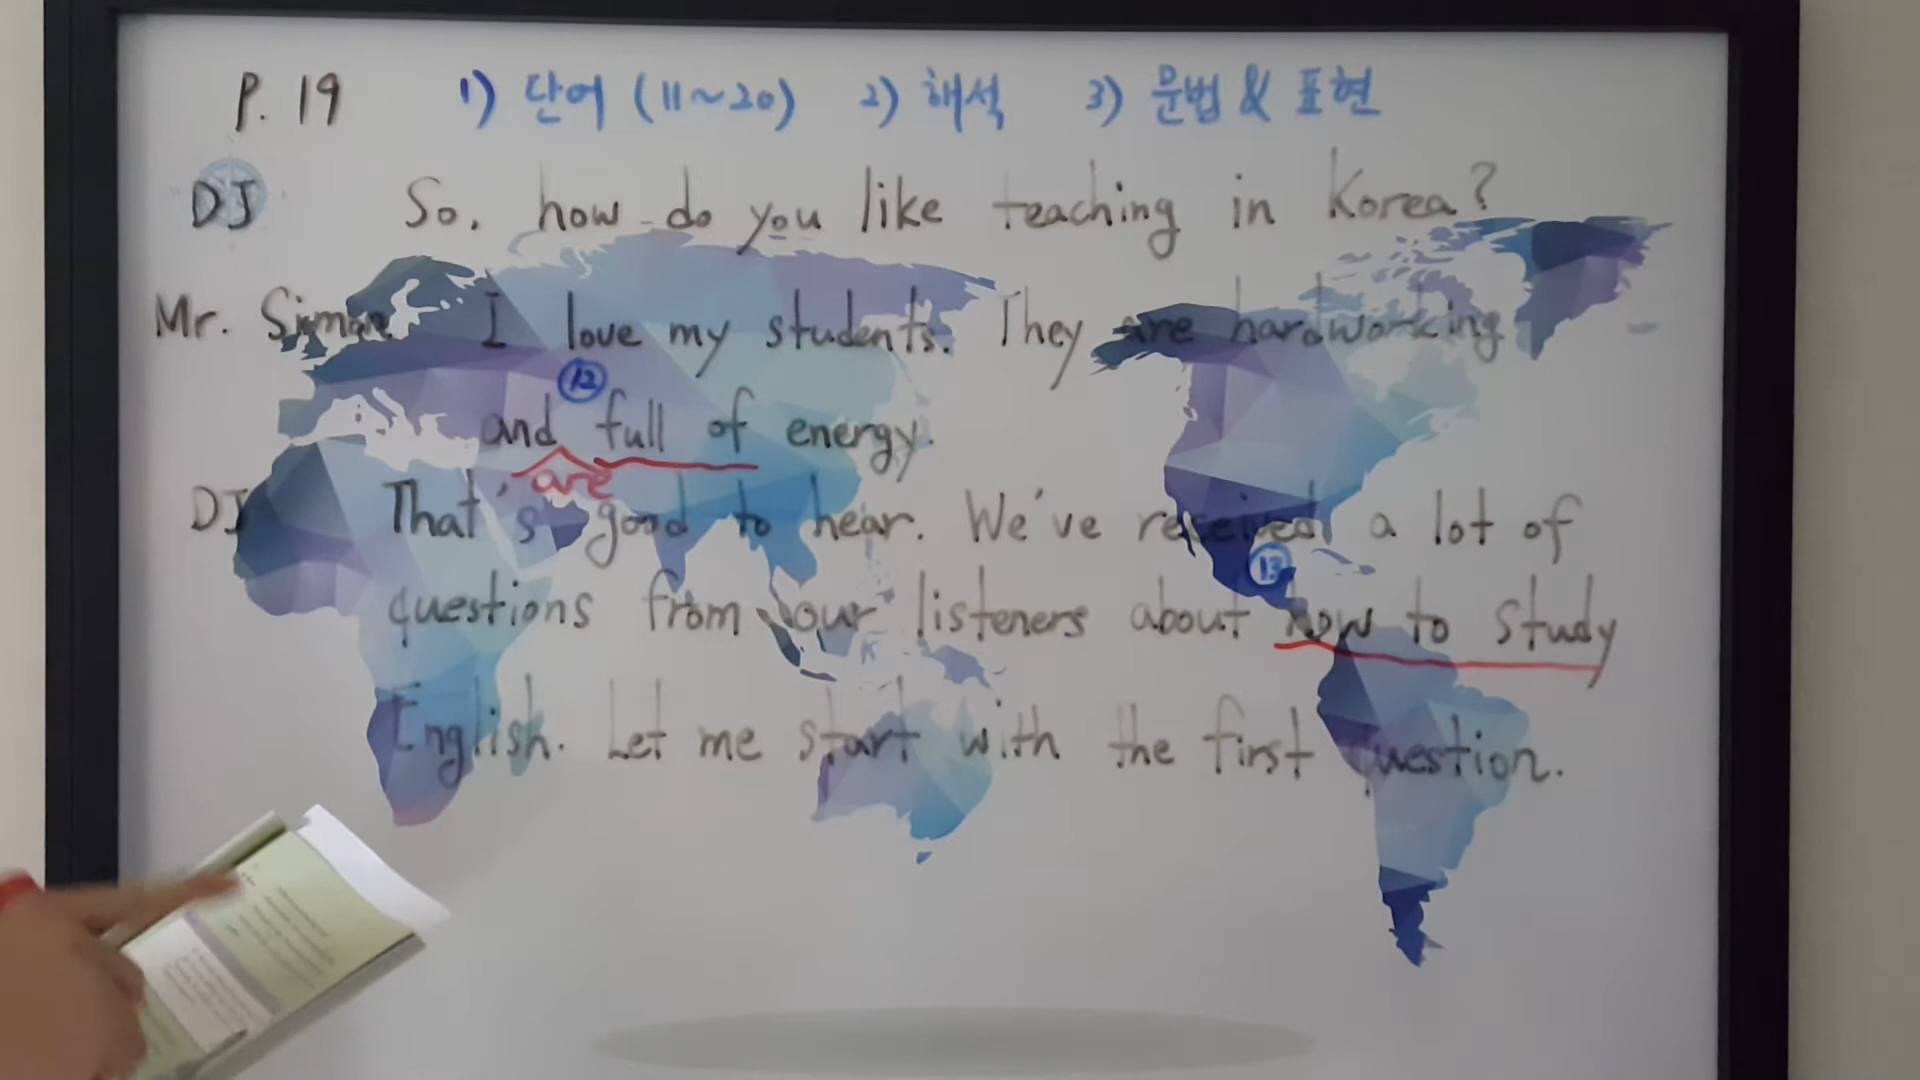 P. 19 1) 단어 (11~20) 2) 해석 3) 문법 & 표현
DJ So, how do you like teaching in Korea?
Mr. Simon I love my students. They are hardworking
⑫
and full of energy.
are
DJ That's good to hear. We've received a lot of
⑬
questions from our listeners about how to study
English. Let me start with the first question.